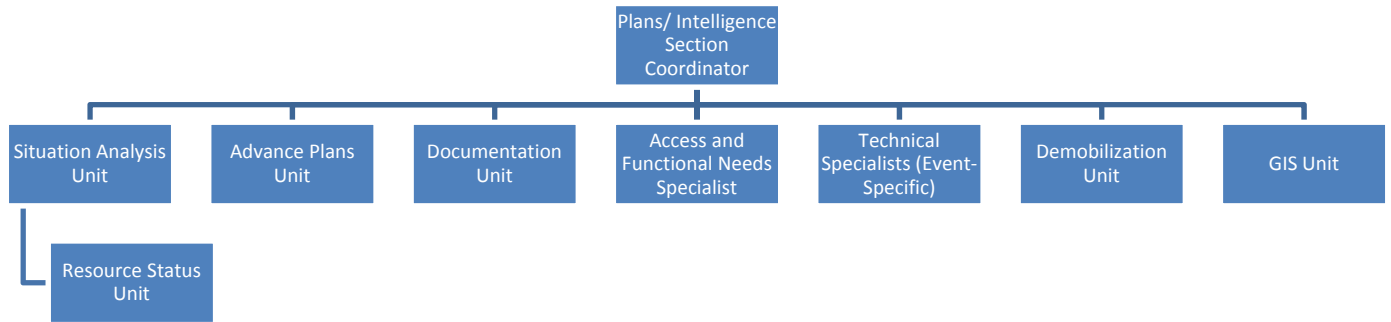 Plans/ Intelligence
Section
Coordinator
Situation Analysis
Unit
Advance Plans
Unit
Documentation
Unit
Access and
Functional Needs
Specialist
Technical
Specialists (Event-
Specific)
Demobilization
Unit
GIS Unit
Resource Status
Unit